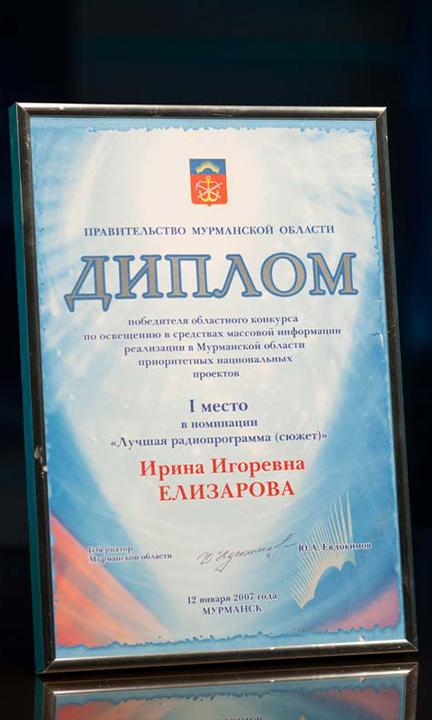 ПРАВИТЕЛЬСТВО МУРМАНСКОЙ ОБЛАСТИ
ДИПЛОМ
победителя областного конкурса
по освещению в средствах массовой информации
реализации в Мурманской области
приоритетных национальных
проектов
I место
в номинации
«Лучшая радиопрограмма (сюжет)»
Ирина Игоревна
ЕЛИЗАРОВА
Губернатор
Мурманской области
Ю.А. Евдокимов
12 января 2007 года
МУРМАНСК